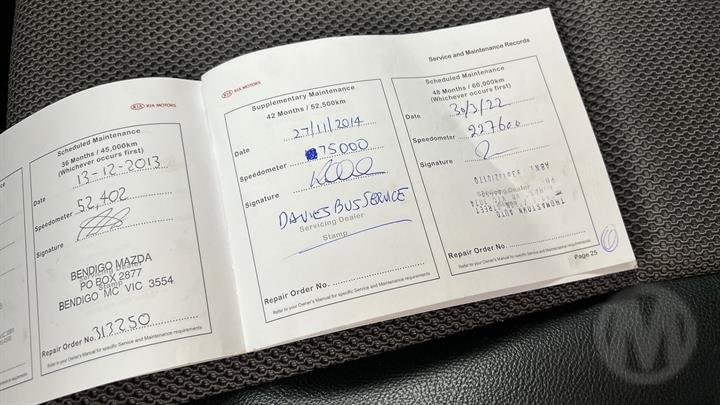 KIA MOTORS
Scheduled Maintenance
36 Months / 45,000km
(Whichever occurs first)
13-12-2013
Date
52,402
Speedometer
Signature
BENDIGO MAZDA
Servicing Dealer
PO BOX 2877
Stamp
BENDIGO MC VIC 3554
Repair Order No. 313250
Refer to your Owner's Manual for specific Service and Maintenance requirements
KIA MOTORS
Supplementary Maintenance
42 Months / 52,500km
Date 27/11/2014
Speedometer 75000
Signature
DAVIES BUS SERVICE
Servicing Dealer
Stamp
Repair Order No.
Refer to your Owner's Manual for specific Service and Maintenance requirements
Service and Maintenance Records
Scheduled Maintenance
48 Months / 60,000km
(Whichever occurs first)
Date 30/3/22
Speedometer 227600
Signature
Servicing Dealer
THOMASTOWN AUTO
Repair Order No.
Refer to your Owner's Manual for specific Service and Maintenance requirements
Page 25
M